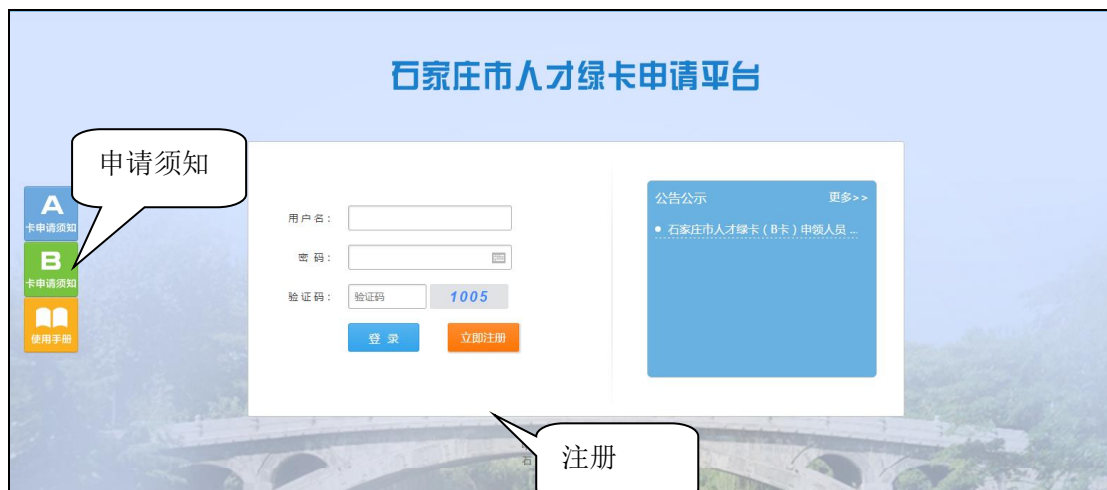 石家庄市人才绿卡申请平台
申请须知
A
卡申请须知
B
卡申请须知
使用手册
用户名：
密 码：
验证码：
验证码
1005
登 录
立即注册
公告公示
更多>>
• 石家庄市人才绿卡（B卡）申领人员 ...
注册
石